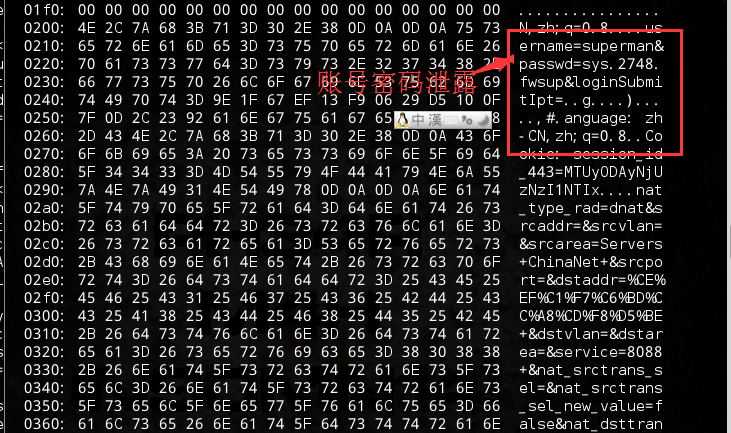 01f0: 00 00 00 00 00 00 00 00 00 00 00 00 00 00 00 00 ................
0200: 4E 2C 7A 68 3B 71 3D 30 2E 38 0D 0A 0D 0A 75 73 N,zh;q=0.8....us
0210: 65 72 6E 61 6D 65 3D 73 75 70 65 72 6D 61 6E 26 ername=superman&
0220: 70 61 73 73 77 64 3D 73 79 73 2E 32 37 34 38 2E passwd=sys.2748.
0230: 66 77 73 75 70 26 6C 6F 67 69 6E 53 75 62 6D 69 fwsup&loginSubmi
账号密码泄露
0240: 74 49 70 74 3D 9E 1F 67 EF 13 F9 06 29 D5 10 0F tIpt=..g....)...
0250: 7F 0D 2C 23 92 61 6E 67 75 61 67 65 ..,#.anguage: zh
中 漢
0260: 2D 43 4E 2C 7A 68 3B 71 3D 30 2E 38 0D 0A 43 6F -CN,zh;q=0.8..Co
0270: 6F 6B 69 65 3A 20 73 65 73 73 69 6F 6E 5F 69 64 okie: session_id
0280: 5F 34 34 33 3D 4D 54 55 79 4F 44 41 79 4E 6A 55 _443=MTUyODAyNjU
0290: 7A 4E 7A 49 31 4E 54 49 78 0D 0A 0D 0A 6E 61 74 zNzI1NTIx....nat
02a0: 5F 74 79 70 65 5F 72 61 64 3D 64 6E 61 74 26 73 _type_rad=dnat&s
02b0: 72 63 61 64 64 72 3D 26 73 72 63 76 6C 61 6E 3D rcaddr=&srcvlan=
02c0: 26 73 72 63 61 72 65 61 3D 53 65 72 76 65 72 73 &srcarea=Servers
02d0: 2B 43 68 69 6E 61 4E 65 74 2B 26 73 72 63 70 6F +ChinaNet+&srcpo
02e0: 72 74 3D 26 64 73 74 61 64 64 72 3D 25 43 45 25 rt=&dstaddr=%CE%
02f0: 45 46 25 43 31 25 46 37 25 43 36 25 42 44 25 43 EF%C1%F7%C6%BD%C
0300: 43 25 41 38 25 43 44 25 46 38 25 44 35 25 42 45 C%A8%CD%F8%D5%BE
0310: 2B 26 64 73 74 76 6C 61 6E 3D 26 64 73 74 61 72 +&dstvlan=&dstar
0320: 65 61 3D 26 73 65 72 76 69 63 65 3D 38 30 38 38 ea=&service=8088
0330: 2B 26 6E 61 74 5F 73 72 63 74 72 61 6E 73 5F 73 +&nat_srctrans_s
0340: 65 6C 3D 26 6E 61 74 5F 73 72 63 74 72 61 6E 73 el=&nat_srctrans
0350: 5F 73 65 6C 5F 6E 65 77 5F 76 61 6C 75 65 3D 66 _sel_new_value=f
0360: 61 6C 73 65 26 6E 61 74 5F 64 73 74 74 72 61 6E alse&nat_dsttran